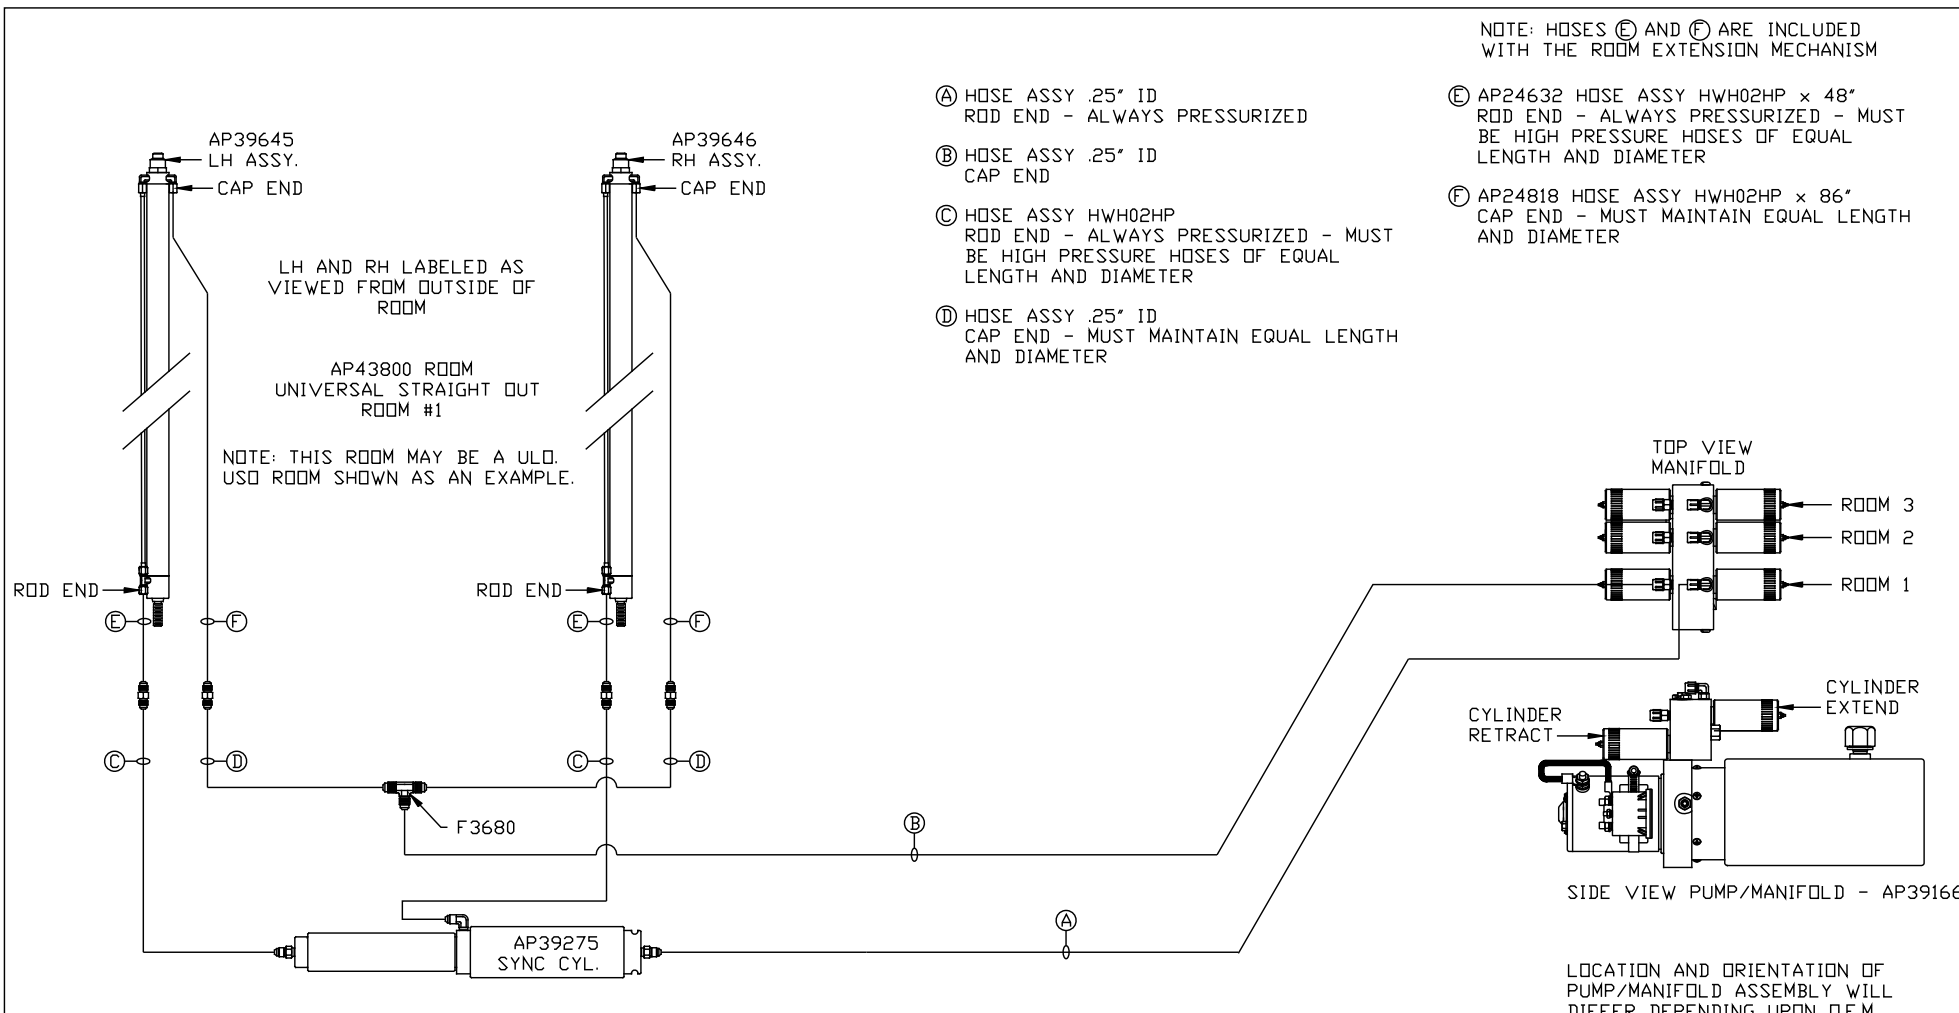 NOTE: HOSES Ⓔ AND Ⓕ ARE INCLUDED
WITH THE ROOM EXTENSION MECHANISM
Ⓐ HOSE ASSY .25" ID
ROD END - ALWAYS PRESSURIZED
Ⓑ HOSE ASSY .25" ID
CAP END
Ⓒ HOSE ASSY HWH02HP
ROD END - ALWAYS PRESSURIZED - MUST
BE HIGH PRESSURE HOSES OF EQUAL
LENGTH AND DIAMETER
Ⓓ HOSE ASSY .25" ID
CAP END - MUST MAINTAIN EQUAL LENGTH
AND DIAMETER
Ⓔ AP24632 HOSE ASSY HWH02HP x 48"
ROD END - ALWAYS PRESSURIZED - MUST
BE HIGH PRESSURE HOSES OF EQUAL
LENGTH AND DIAMETER
Ⓕ AP24818 HOSE ASSY HWH02HP x 86"
CAP END - MUST MAINTAIN EQUAL LENGTH
AND DIAMETER
AP39645
LH ASSY.
CAP END
AP39646
RH ASSY.
CAP END
LH AND RH LABELED AS
VIEWED FROM OUTSIDE OF
ROOM
AP43800 ROOM
UNIVERSAL STRAIGHT OUT
ROOM #1
NOTE: THIS ROOM MAY BE A ULO.
USO ROOM SHOWN AS AN EXAMPLE.
ROD END
ROD END
Ⓔ
Ⓕ
Ⓔ
Ⓕ
Ⓒ
Ⓓ
Ⓒ
Ⓓ
F3680
Ⓑ
Ⓐ
AP39275
SYNC CYL.
TOP VIEW
MANIFOLD
ROOM 3
ROOM 2
ROOM 1
CYLINDER
EXTEND
CYLINDER
RETRACT
SIDE VIEW PUMP/MANIFOLD - AP39166
LOCATION AND ORIENTATION OF
PUMP/MANIFOLD ASSEMBLY WILL
DIFFER DEPENDING UPON O.E.M.